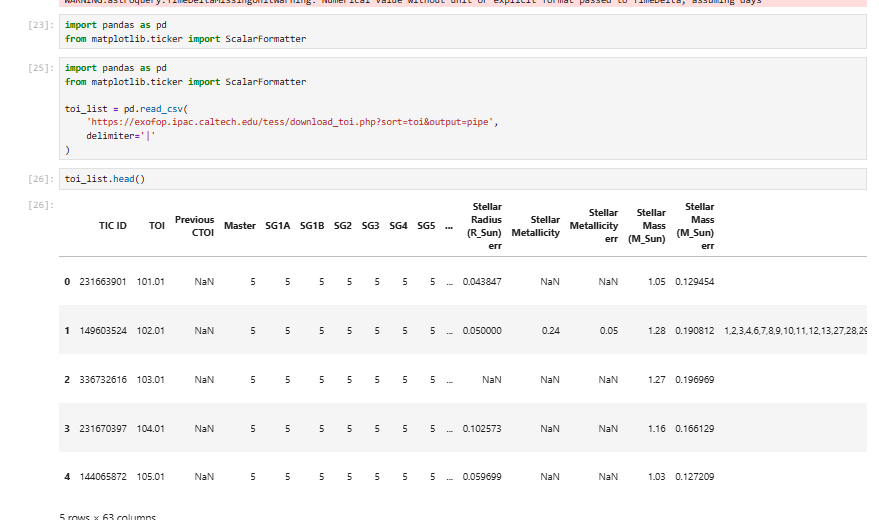 WARNING:astroquery:TimeDeltaMissingUnitWarning: Numerical value without unit or explicit format passed to TimeDelta, assuming days
[23]: import pandas as pd
from matplotlib.ticker import ScalarFormatter
[25]: import pandas as pd
from matplotlib.ticker import ScalarFormatter
toi_list = pd.read_csv(
'https://exofop.ipac.caltech.edu/tess/download_toi.php?sort=toi&output=pipe',
delimiter='|'
)
[26]: toi_list.head()
[26]:
TIC ID TOI Previous CTOI Master SG1A SG1B SG2 SG3 SG4 SG5 ... Stellar Radius (R_Sun) err Stellar Metallicity Stellar Metallicity err Stellar Mass (M_Sun) Stellar Mass (M_Sun) err
0 231663901 101.01 NaN 5 5 5 5 5 5 5 ... 0.043847 NaN NaN 1.05 0.129454
1 149603524 102.01 NaN 5 5 5 5 5 5 5 ... 0.050000 0.24 0.05 1.28 0.190812 1,2,3,4,6,7,8,9,10,11,12,13,27,28,29
2 336732616 103.01 NaN 5 5 5 5 5 5 5 ... NaN NaN NaN 1.27 0.196969
3 231670397 104.01 NaN 5 5 5 5 5 5 5 ... 0.102573 NaN NaN 1.16 0.166129
4 144065872 105.01 NaN 5 5 5 5 5 5 5 ... 0.059699 NaN NaN 1.03 0.127209
5 rows × 63 columns